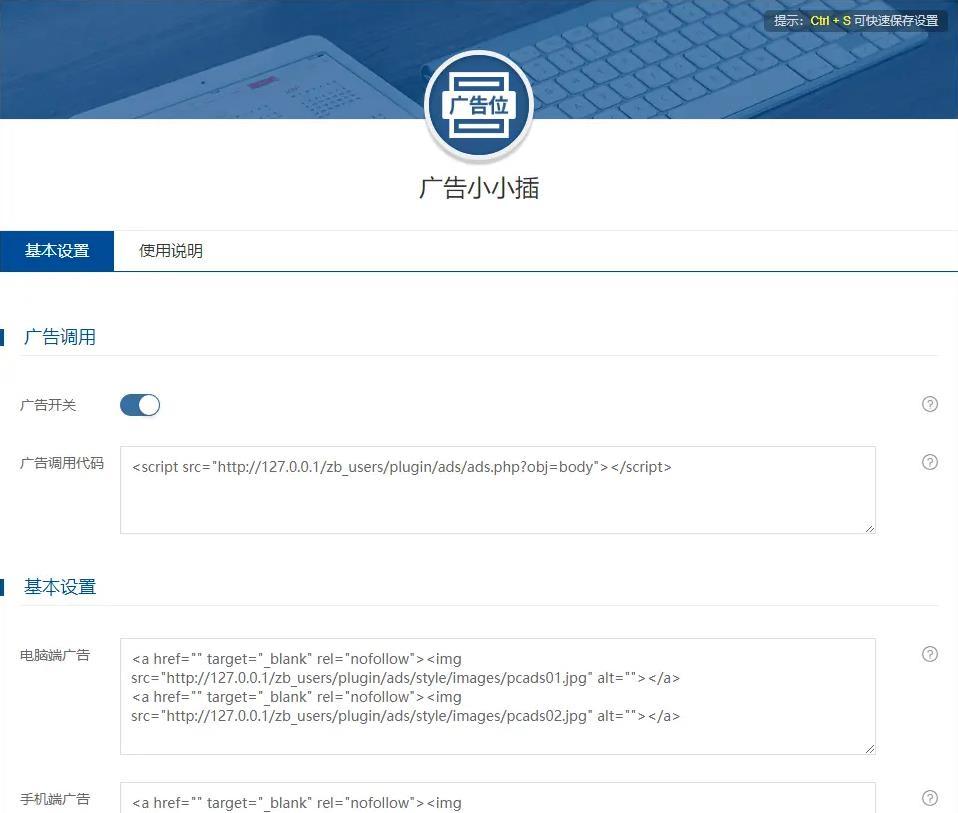 提示：Ctrl + S 可快速保存设置
广告位
广告小小插
基本设置
使用说明
广告调用
广告开关
广告调用代码
<script src="http://127.0.0.1/zb_users/plugin/ads/ads.php?obj=body"></script>
基本设置
电脑端广告
<a href="" target="_blank" rel="nofollow"><img
src="http://127.0.0.1/zb_users/plugin/ads/style/images/pcads01.jpg" alt=""></a>
<a href="" target="_blank" rel="nofollow"><img
src="http://127.0.0.1/zb_users/plugin/ads/style/images/pcads02.jpg" alt=""></a>
手机端广告
<a href="" target="_blank" rel="nofollow"><img